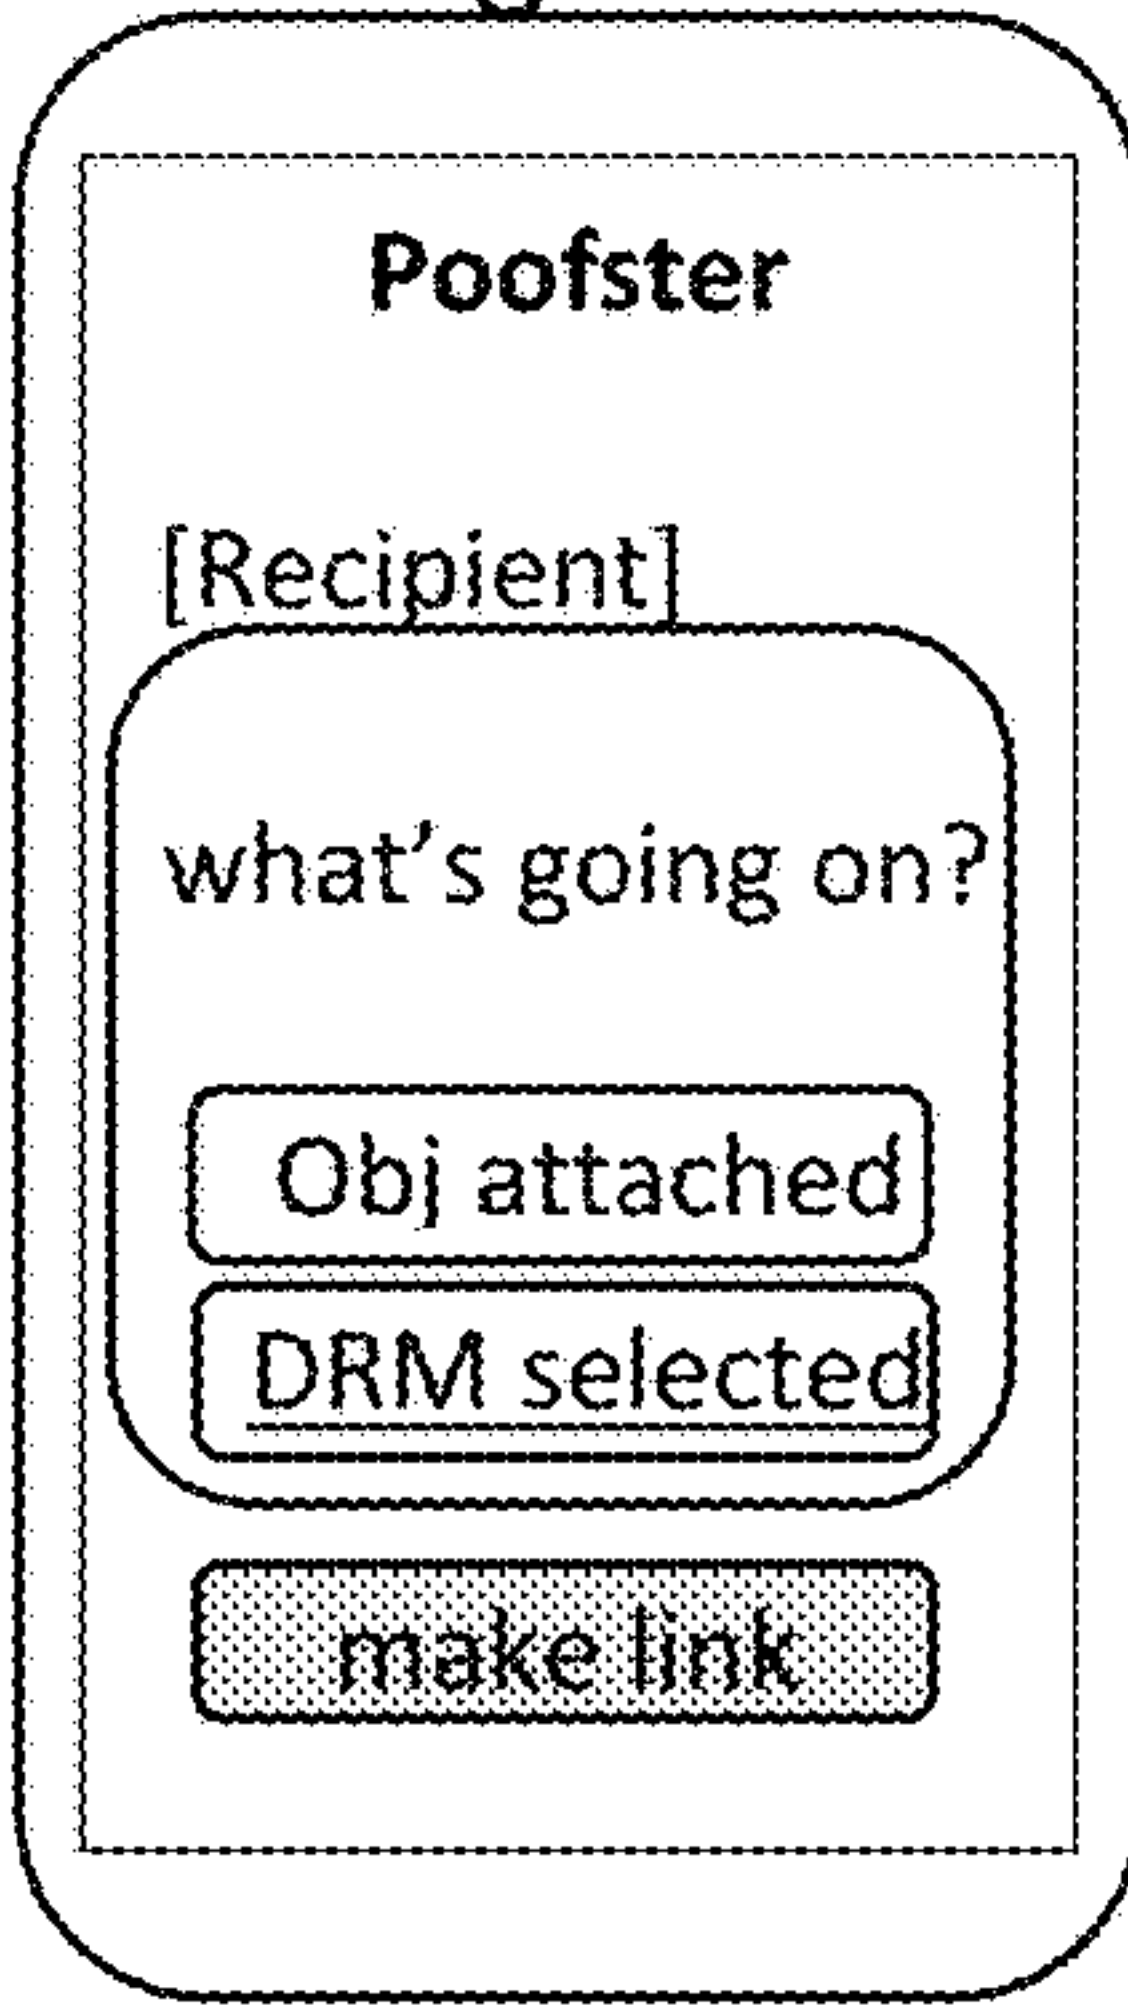 Poofster
[Recipient]
what's going on?
Obj attached
DRM selected
make link